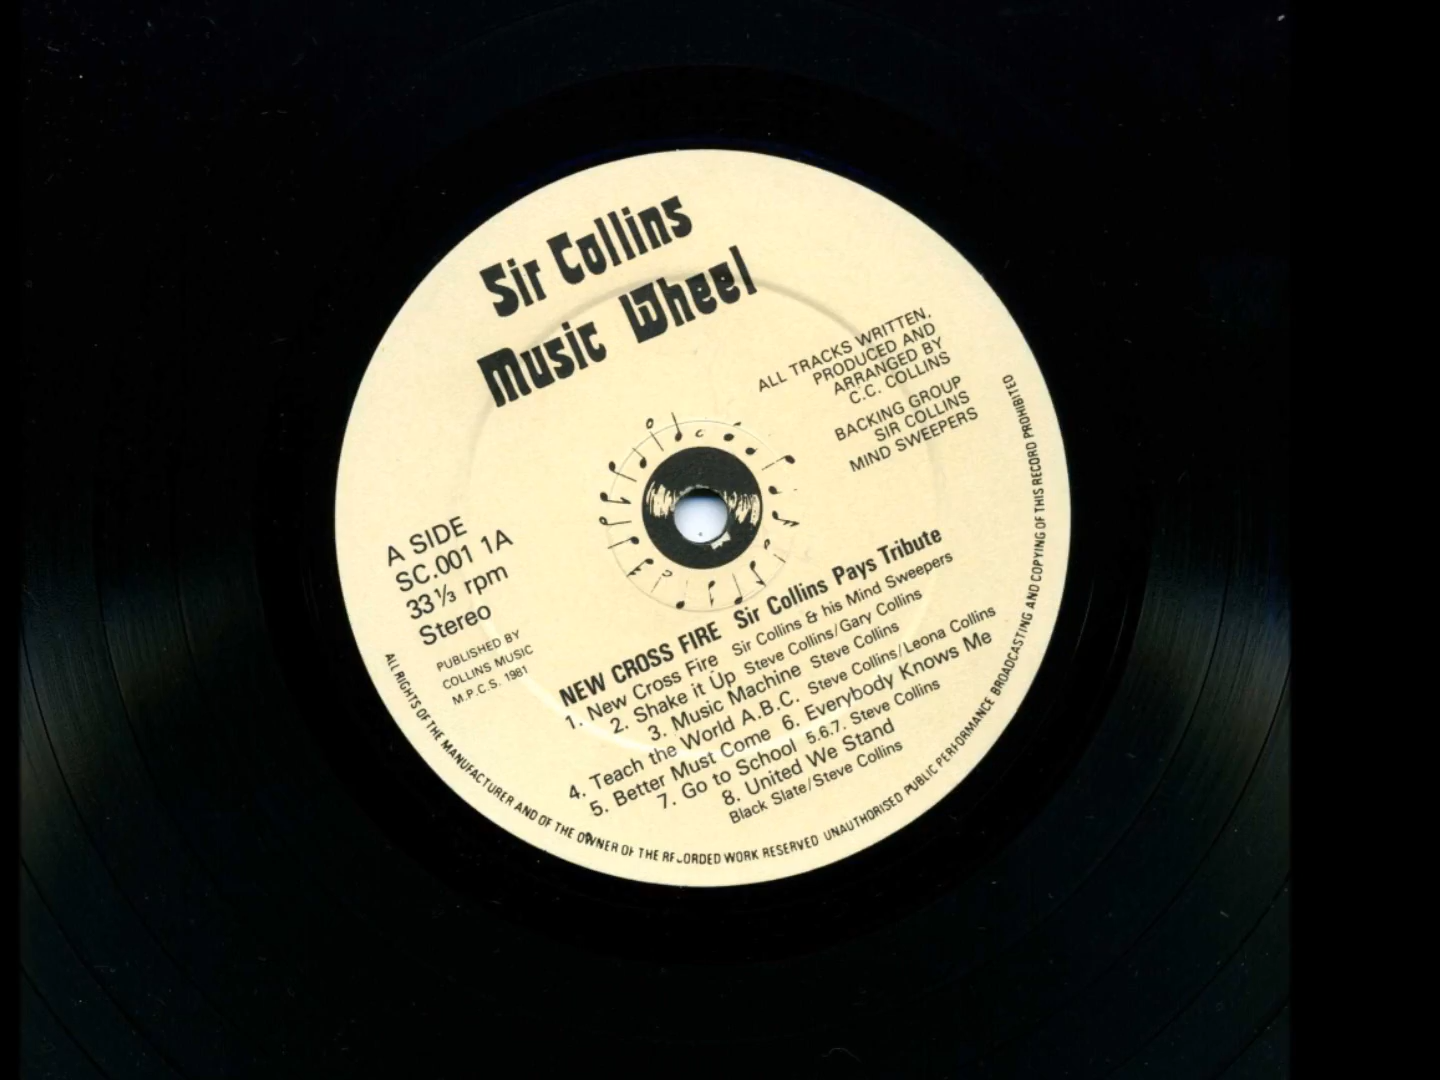 Sir Collins
Music Wheel
ALL TRACKS WRITTEN.
PRODUCED AND
ARRANGED BY
C.C. COLLINS
BACKING GROUP
SIR COLLINS
MIND SWEEPERS
A SIDE
SC.001 1A
33⅓ rpm
Stereo
PUBLISHED BY
COLLINS MUSIC
M.P.C.S. 1981
NEW CROSS FIRE Sir Collins Pays Tribute
1. New Cross Fire Sir Collins & his Mind Sweepers
2. Shake it Up Steve Collins/Gary Collins
3. Music Machine Steve Collins
4. Teach the World A.B.C. Steve Collins/Leona Collins
5. Better Must Come 6. Everybody Knows Me
7. Go to School 5.6.7. Steve Collins
8. United We Stand
Black Slate/Steve Collins
ALL RIGHTS OF THE MANUFACTURER AND OF THE OWNER OF THE RECORDED WORK RESERVED UNAUTHORISED PUBLIC PERFORMANCE BROADCASTING AND COPYING OF THIS RECORD PROHIBITED